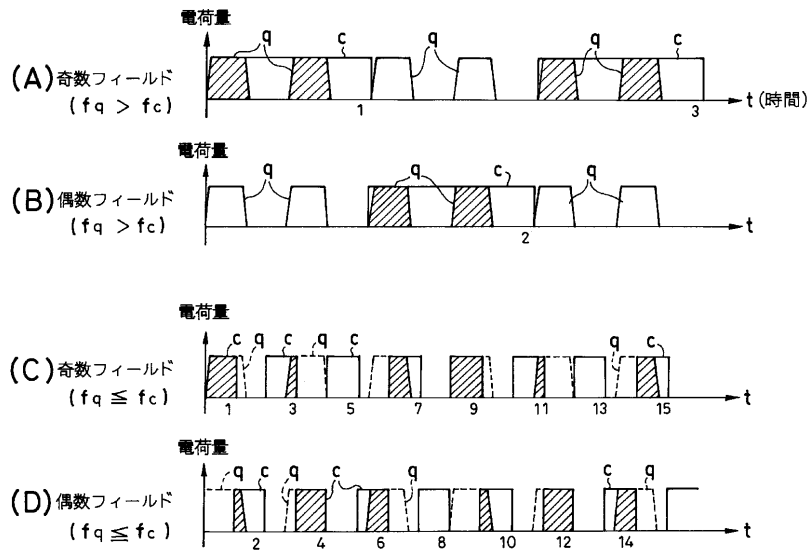 電荷量
q c q q c
(A) 奇数フィールド
(fq > fc)
1 3 t (時間)
電荷量
q q c q
(B) 偶数フィールド
(fq > fc)
2 t
電荷量
c q c q c q c
(C) 奇数フィールド
(fq ≦ fc)
1 3 5 7 9 11 13 15 t
電荷量
q c q c q c q
(D) 偶数フィールド
(fq ≦ fc)
2 4 6 8 10 12 14 t